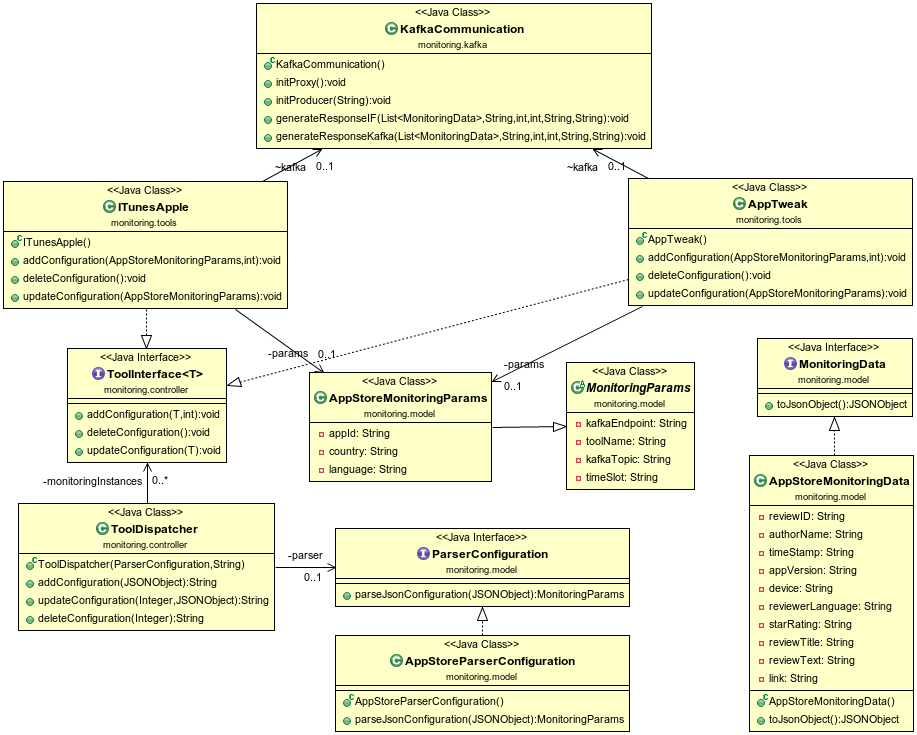 <<Java Class>>
KafkaCommunication
monitoring.kafka
KafkaCommunication()
initProxy():void
initProducer(String):void
generateResponseIF(List<MonitoringData>,String,int,int,String,String):void
generateResponseKafka(List<MonitoringData>,String,int,int,String,String):void
~kafka 0..1
~kafka 0..1
<<Java Class>>
ITunesApple
monitoring.tools
ITunesApple()
addConfiguration(AppStoreMonitoringParams,int):void
deleteConfiguration():void
updateConfiguration(AppStoreMonitoringParams):void
<<Java Class>>
AppTweak
monitoring.tools
AppTweak()
addConfiguration(AppStoreMonitoringParams,int):void
deleteConfiguration():void
updateConfiguration(AppStoreMonitoringParams):void
-params 0..1
-params
0..1
<<Java Interface>>
ToolInterface<T>
monitoring.controller
addConfiguration(T,int):void
deleteConfiguration():void
updateConfiguration(T):void
<<Java Class>>
AppStoreMonitoringParams
monitoring.model
appId: String
country: String
language: String
<<Java Class>>
MonitoringParams
monitoring.model
kafkaEndpoint: String
toolName: String
kafkaTopic: String
timeSlot: String
<<Java Interface>>
MonitoringData
monitoring.model
toJsonObject():JSONObject
-monitoringInstances 0..*
<<Java Class>>
ToolDispatcher
monitoring.controller
ToolDispatcher(ParserConfiguration,String)
addConfiguration(JSONObject):String
updateConfiguration(Integer,JSONObject):String
deleteConfiguration(Integer):String
-parser
0..1
<<Java Interface>>
ParserConfiguration
monitoring.model
parseJsonConfiguration(JSONObject):MonitoringParams
<<Java Class>>
AppStoreParserConfiguration
monitoring.model
AppStoreParserConfiguration()
parseJsonConfiguration(JSONObject):MonitoringParams
<<Java Class>>
AppStoreMonitoringData
monitoring.model
reviewID: String
authorName: String
timeStamp: String
appVersion: String
device: String
reviewerLanguage: String
starRating: String
reviewTitle: String
reviewText: String
link: String
AppStoreMonitoringData()
toJsonObject():JSONObject